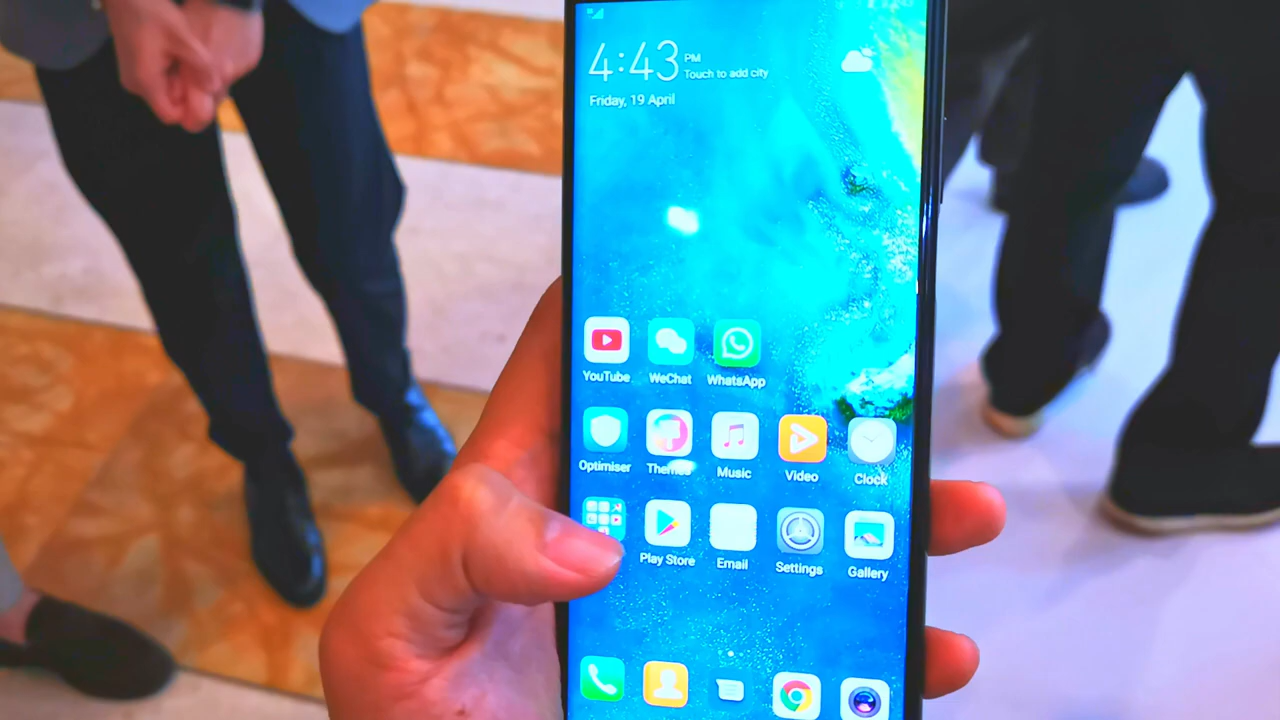 4:43 PM
Touch to add city
Friday, 19 April
YouTube WeChat WhatsApp
Optimiser Themes Music Video Clock
Play Store Email Settings Gallery